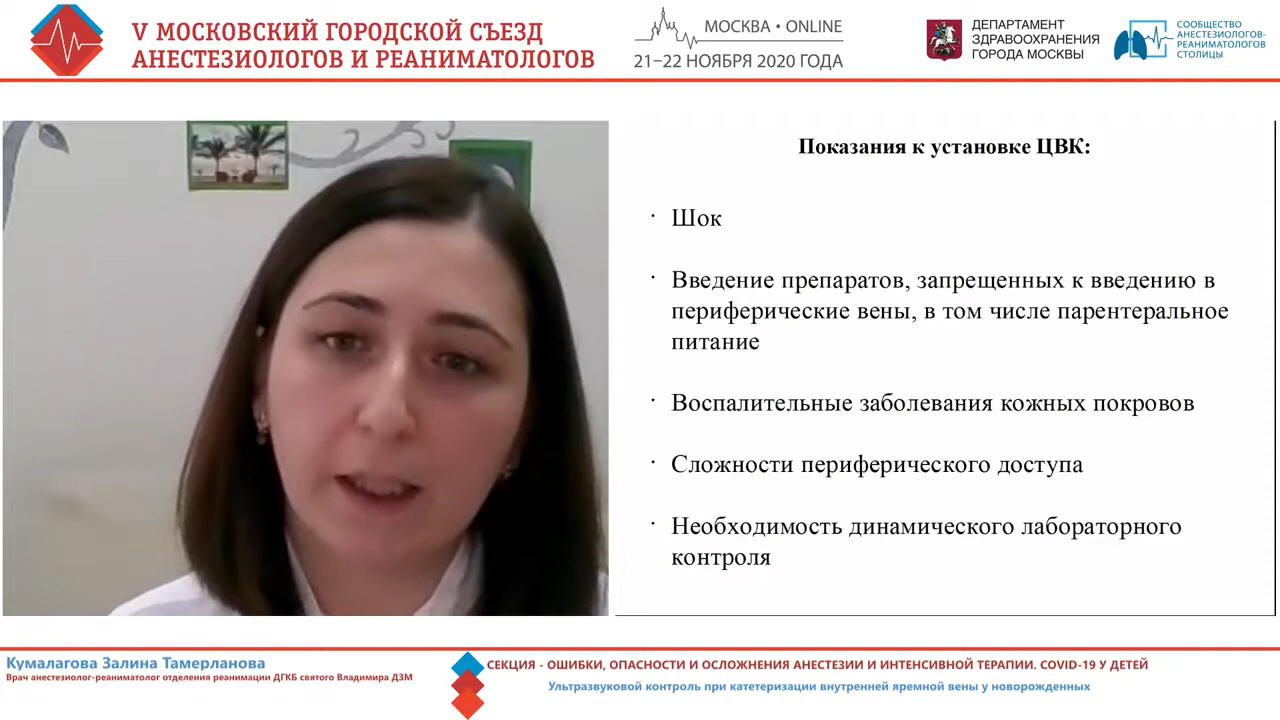 V МОСКОВСКИЙ ГОРОДСКОЙ СЪЕЗД
АНЕСТЕЗИОЛОГОВ И РЕАНИМАТОЛОГОВ
МОСКВА • ONLINE
21–22 НОЯБРЯ 2020 ГОДА
ДЕПАРТАМЕНТ
ЗДРАВООХРАНЕНИЯ
ГОРОДА МОСКВЫ
СООБЩЕСТВО
АНЕСТЕЗИОЛОГОВ-
РЕАНИМАТОЛОГОВ
СТОЛИЦЫ
Показания к установке ЦВК:
· Шок
· Введение препаратов, запрещенных к введению в
периферические вены, в том числе парентеральное
питание
· Воспалительные заболевания кожных покровов
· Сложности периферического доступа
· Необходимость динамического лабораторного
контроля
Кумалагова Залина Тамерланова
Врач анестезиолог-реаниматолог отделения реанимации ДГКБ святого Владимира ДЗМ
СЕКЦИЯ - ОШИБКИ, ОПАСНОСТИ И ОСЛОЖНЕНИЯ АНЕСТЕЗИИ И ИНТЕНСИВНОЙ ТЕРАПИИ. COVID-19 У ДЕТЕЙ
Ультразвуковой контроль при катетеризации внутренней яремной вены у новорожденных